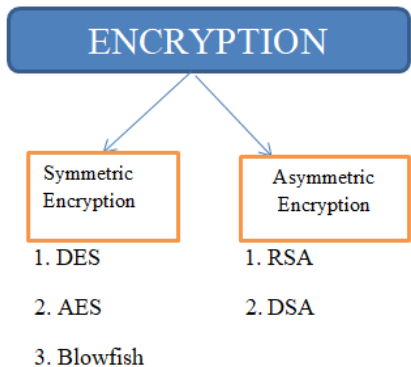 ENCRYPTION
Symmetric
Encryption
Asymmetric
Encryption
1. DES
2. AES
3. Blowfish
1. RSA
2. DSA